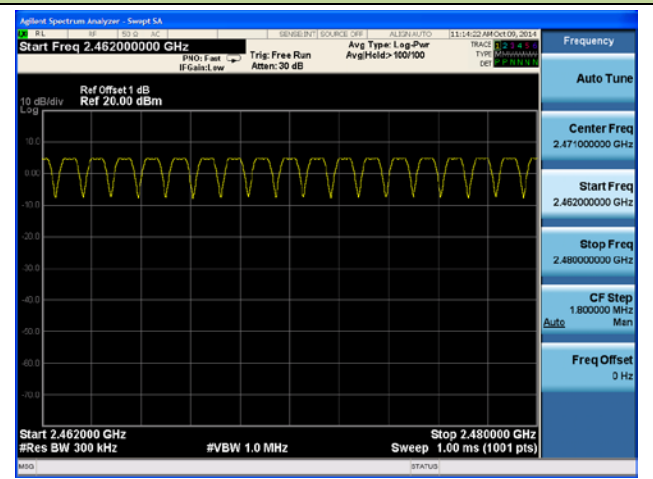 Agilent Spectrum Analyzer - Swept SA
RL RF 50 Ω AC SENSE:INT SOURCE OFF ALIGN AUTO 11:14:22 AM Oct 09, 2014
Start Freq 2.462000000 GHz
PNO: Fast
IFGain:Low
Trig: Free Run
Atten: 30 dB
Avg Type: Log-Pwr
Avg|Hold:> 100/100
TRACE 1 2 3 4 5 6
TYPE
DET P P N N N N
Ref Offset 1 dB
10 dB/div Ref 20.00 dBm
Log
10.0
0.00
-10.0
-20.0
-30.0
-40.0
-50.0
-60.0
-70.0
Start 2.462000 GHz Stop 2.480000 GHz
#Res BW 300 kHz #VBW 1.0 MHz Sweep 1.00 ms (1001 pts)
MSG STATUS
Frequency
Auto Tune
Center Freq
2.471000000 GHz
Start Freq
2.462000000 GHz
Stop Freq
2.480000000 GHz
CF Step
1.800000 MHz
Auto Man
Freq Offset
0 Hz